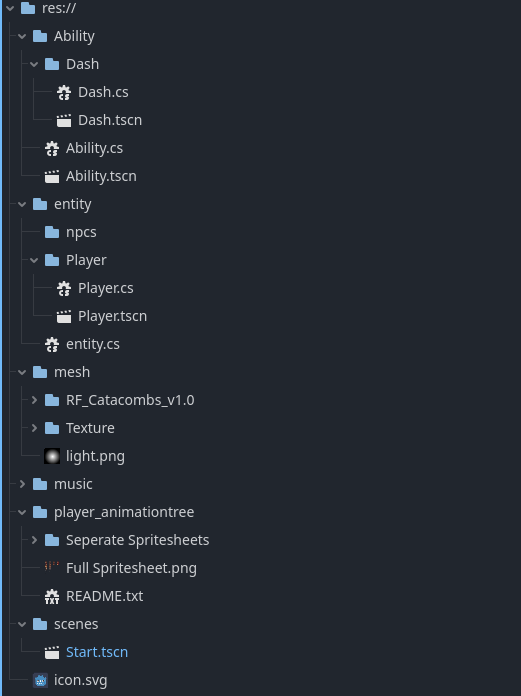 res://
Ability
Dash
Dash.cs
Dash.tscn
Ability.cs
Ability.tscn
entity
npcs
Player
Player.cs
Player.tscn
entity.cs
mesh
RF_Catacombs_v1.0
Texture
light.png
music
player_animationtree
Seperate Spritesheets
Full Spritesheet.png
README.txt
scenes
Start.tscn
icon.svg